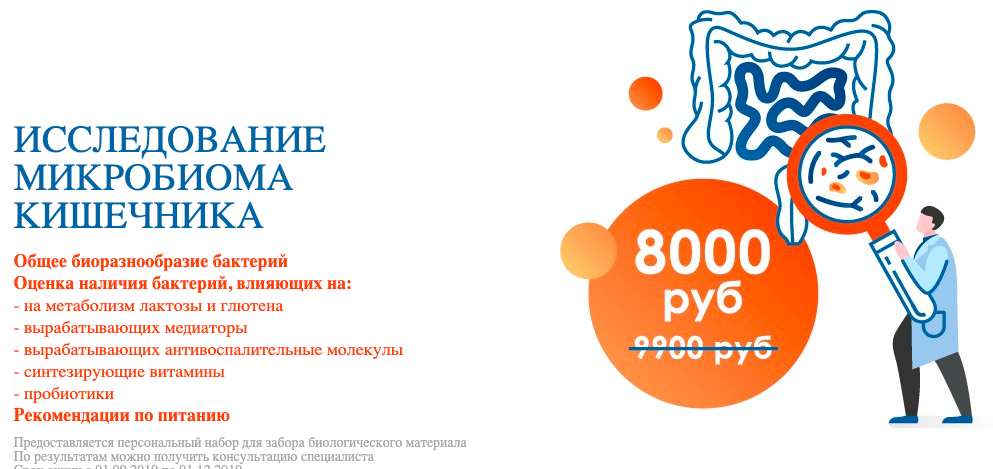 ИССЛЕДОВАНИЕ
МИКРОБИОМА
КИШЕЧНИКА
Общее биоразнообразие бактерий
Оценка наличия бактерий, влияющих на:
- на метаболизм лактозы и глютена
- вырабатывающих медиаторы
- вырабатывающих антивоспалительные молекулы
- синтезирующие витамины
- пробиотики
Рекомендации по питанию
Предоставляется персональный набор для забора биологического материала
По результатам можно получить консультацию специалиста
8000
руб
9900 руб